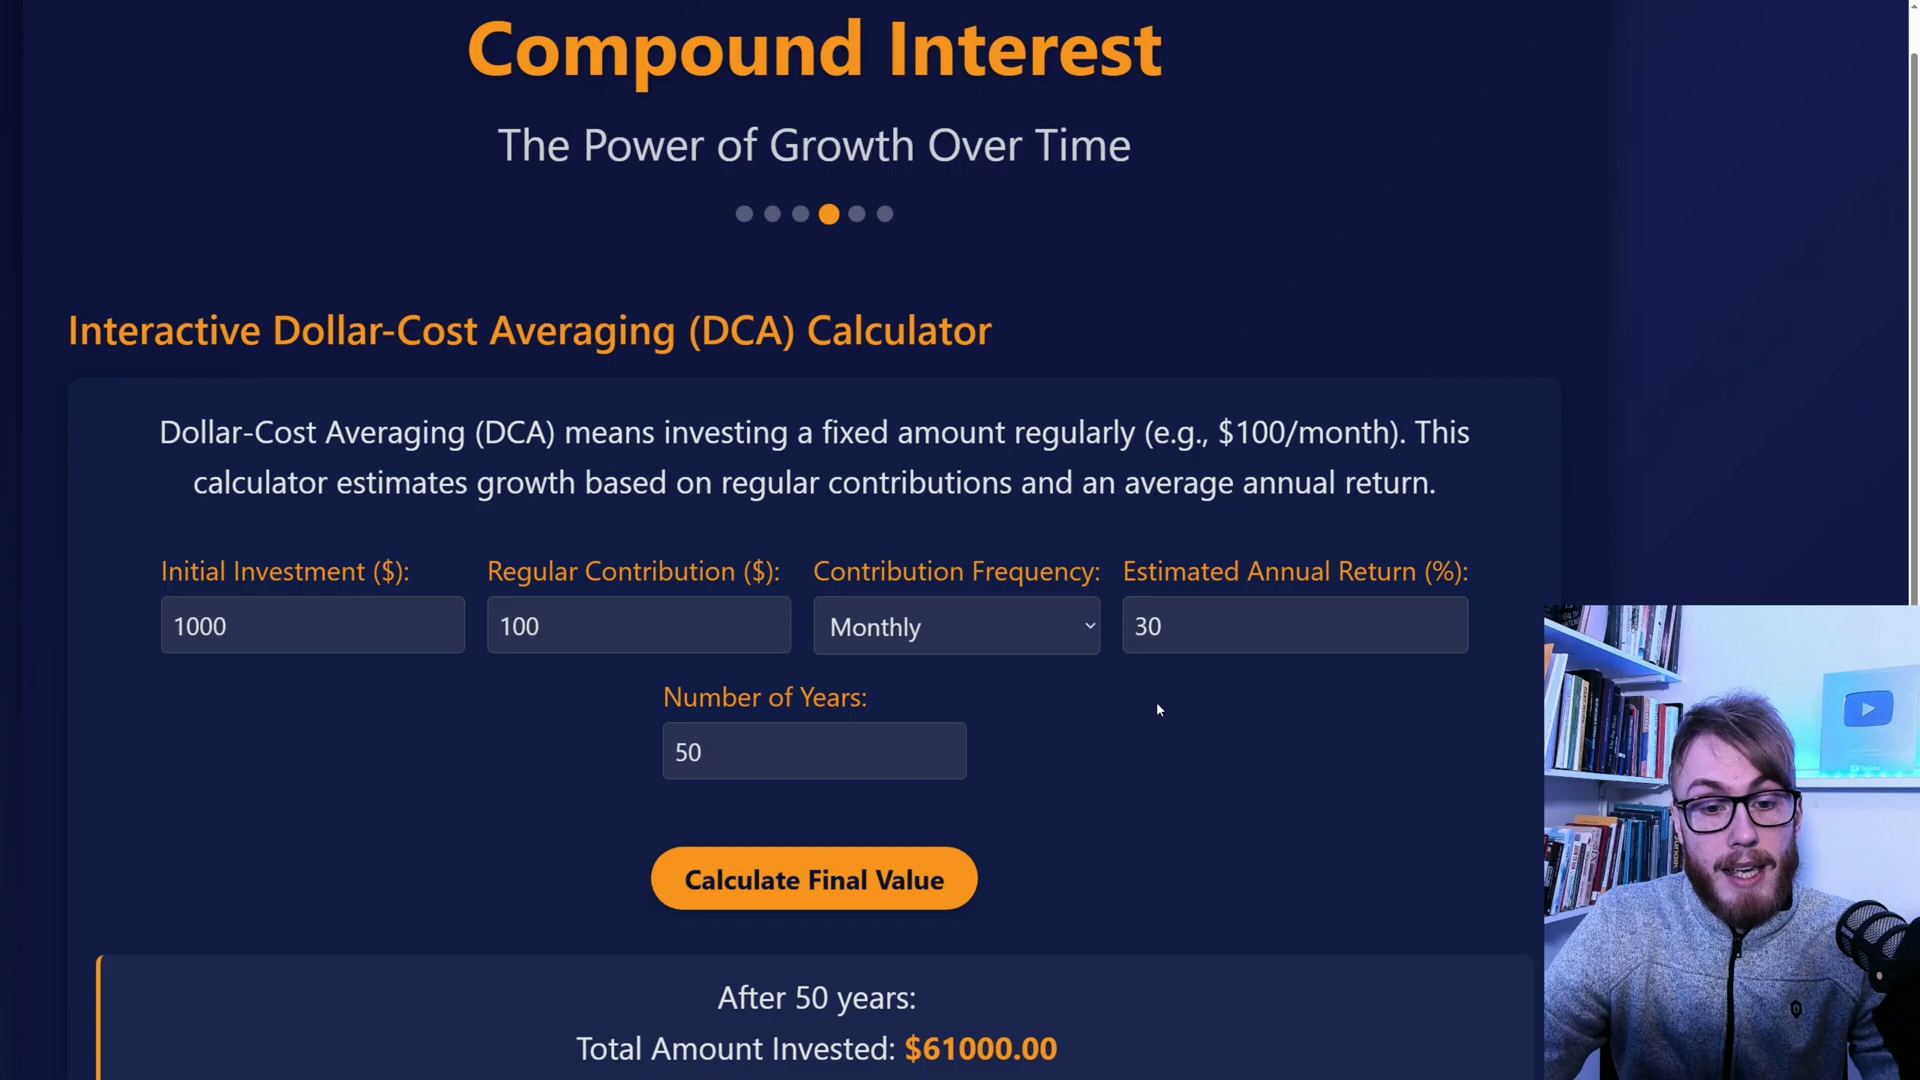 Compound Interest
The Power of Growth Over Time
Interactive Dollar-Cost Averaging (DCA) Calculator
Dollar-Cost Averaging (DCA) means investing a fixed amount regularly (e.g., $100/month). This
calculator estimates growth based on regular contributions and an average annual return.
Initial Investment ($): Regular Contribution ($): Contribution Frequency: Estimated Annual Return (%):
1000 100 Monthly 30
Number of Years:
50
Calculate Final Value
After 50 years:
Total Amount Invested: $61000.00